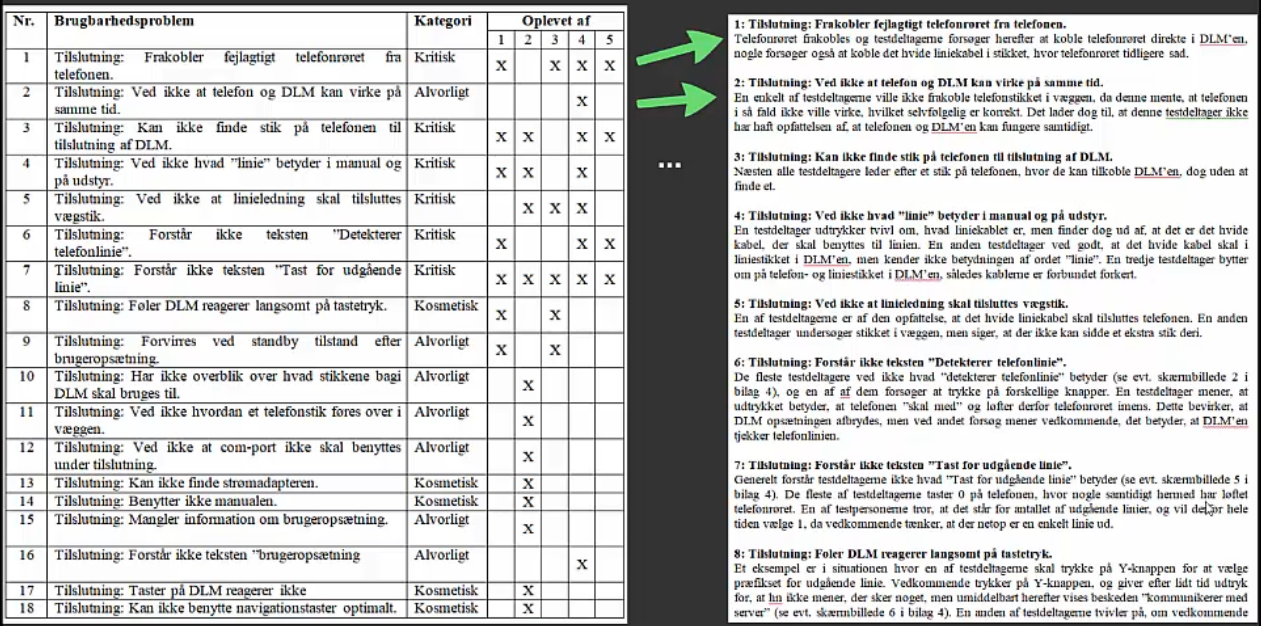 Nr. Brugbarhedsproblem Kategori Oplevet af
1 2 3 4 5
1 Tilslutning: Frakobler fejlagtigt telefonrøret fra Kritisk X X X X
telefonen.
2 Tilslutning: Ved ikke at telefon og DLM kan virke på Alvorligt X
samme tid.
3 Tilslutning: Kan ikke finde stik på telefonen til Kritisk X X X X
tilslutning af DLM.
4 Tilslutning: Ved ikke hvad "linie" betyder i manual og Kritisk X X X
på udstyr.
5 Tilslutning: Ved ikke at linieledning skal tilsluttes Kritisk X X X
vægstik.
6 Tilslutning: Forstår ikke teksten "Detekterer Kritisk X X X
telefonlinie".
7 Tilslutning: Forstår ikke teksten "Tast for udgående Kritisk X X X X X
linie".
8 Tilslutning: Føler DLM reagerer langsomt på tastetryk. Kosmetisk X X
9 Tilslutning: Forvirres ved standby tilstand efter Alvorligt X X
brugeropsætning.
10 Tilslutning: Har ikke overblik over hvad stikkene bagi Alvorligt X
DLM skal bruges til.
11 Tilslutning: Ved ikke hvordan et telefonstik føres over i Alvorligt X
væggen.
12 Tilslutning: Ved ikke at com-port ikke skal benyttes Alvorligt X
under tilslutning.
13 Tilslutning: Kan ikke finde strømadapteren. Kosmetisk X
14 Tilslutning: Benytter ikke manualen. Kosmetisk X
15 Tilslutning: Mangler information om brugeropsætning. Alvorligt X
16 Tilslutning: Forstår ikke teksten "brugeropsætning Alvorligt X
17 Tilslutning: Taster på DLM reagerer ikke Kosmetisk X
18 Tilslutning: Kan ikke benytte navigationstaster optimalt. Kosmetisk X
...
1: Tilslutning: Frakobler fejlagtigt telefonrøret fra telefonen.
Telefonrøret frakobles og testdeltagerne forsøger herefter at koble telefonrøret direkte i DLM'en,
nogle forsøger også at koble det hvide liniekabel i stikket, hvor telefonrøret tidligere sad.
2: Tilslutning: Ved ikke at telefon og DLM kan virke på samme tid.
En enkelt af testdeltagerne ville ikke frakoble telefonstikket i væggen, da denne mente, at telefonen
i så fald ikke ville virke, hvilket selvfølgelig er korrekt. Det lader dog til, at denne testdeltager ikke
har haft opfattelsen af, at telefonen og DLM'en kan fungere samtidigt.
3: Tilslutning: Kan ikke finde stik på telefonen til tilslutning af DLM.
Næsten alle testdeltagere leder efter et stik på telefonen, hvor de kan tilkoble DLM'en, dog uden at
finde et.
4: Tilslutning: Ved ikke hvad "linie" betyder i manual og på udstyr.
En testdeltager udtrykker tvivl om, hvad liniekablet er, men finder dog ud af, at det er det hvide
kabel, der skal benyttes til linien. En anden testdeltager ved godt, at det hvide kabel skal i
liniestikket i DLM'en, men kender ikke betydningen af ordet "linie". En tredje testdeltager bytter
om på telefon- og liniestikket i DLM'en, således kablerne er forbundet forkert.
5: Tilslutning: Ved ikke at linieledning skal tilsluttes vægstik.
En af testdeltagerne er af den opfattelse, at det hvide liniekabel skal tilsluttes telefonen. En anden
testdeltager undersøger stikket i væggen, men siger, at der ikke kan sidde et ekstra stik deri.
6: Tilslutning: Forstår ikke teksten "Detekterer telefonlinie".
De fleste testdeltagere ved ikke hvad "detekterer telefonlinie" betyder (se evt. skærmbillede 2 i
bilag 4), og en af af dem forsøger at trykke på forskellige knapper. En testdeltager mener, at
udtrykket betyder, at telefonen "skal med" og løfter derfor telefonrøret imens. Dette bevirker, at
DLM opsætningen afbrydes, men ved andet forsøg mener vedkommende, det betyder, at DLM'en
tjekker telefonlinien.
7: Tilslutning: Forstår ikke teksten "Tast for udgående linie".
Generelt forstår testdeltagerne ikke hvad "Tast for udgående linie" betyder (se evt. skærmbillede 5 i
bilag 4). De fleste af testdeltagerne taster 0 på telefonen, hvor nogle samtidigt hermed har løftet
telefonrøret. En af testpersonerne tror, at det står for antallet af udgående linier, og vil derfor hele
tiden vælge 1, da vedkommende tænker, at der netop er en enkelt linie ud.
8: Tilslutning: Føler DLM reagerer langsomt på tastetryk.
Et eksempel er i situationen hvor en af testdeltagerne skal trykke på Y-knappen for at vælge
præfikset for udgående linie. Vedkommende trykker på Y-knappen, og giver efter lidt tid udtryk
for, at hn ikke mener, der sker noget, men umiddelbart herefter vises beskeden "kommunikerer med
server" (se evt. skærmbillede 6 i bilag 4). En anden af testdeltagerne tvivler på, om vedkommende